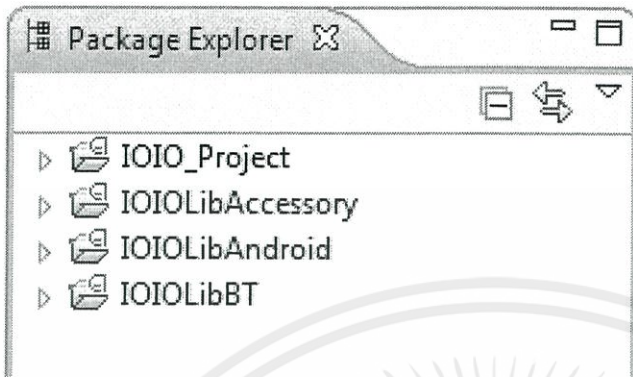 Package Explorer
IOIO_Project
IOIOLibAccessory
IOIOLibAndroid
IOIOLibBT